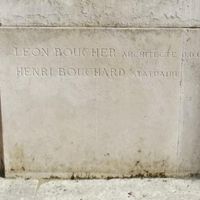 LEON BOUCHER ARCHITECTE D.D.G
HENRI BOUCHARD STATUAIRE